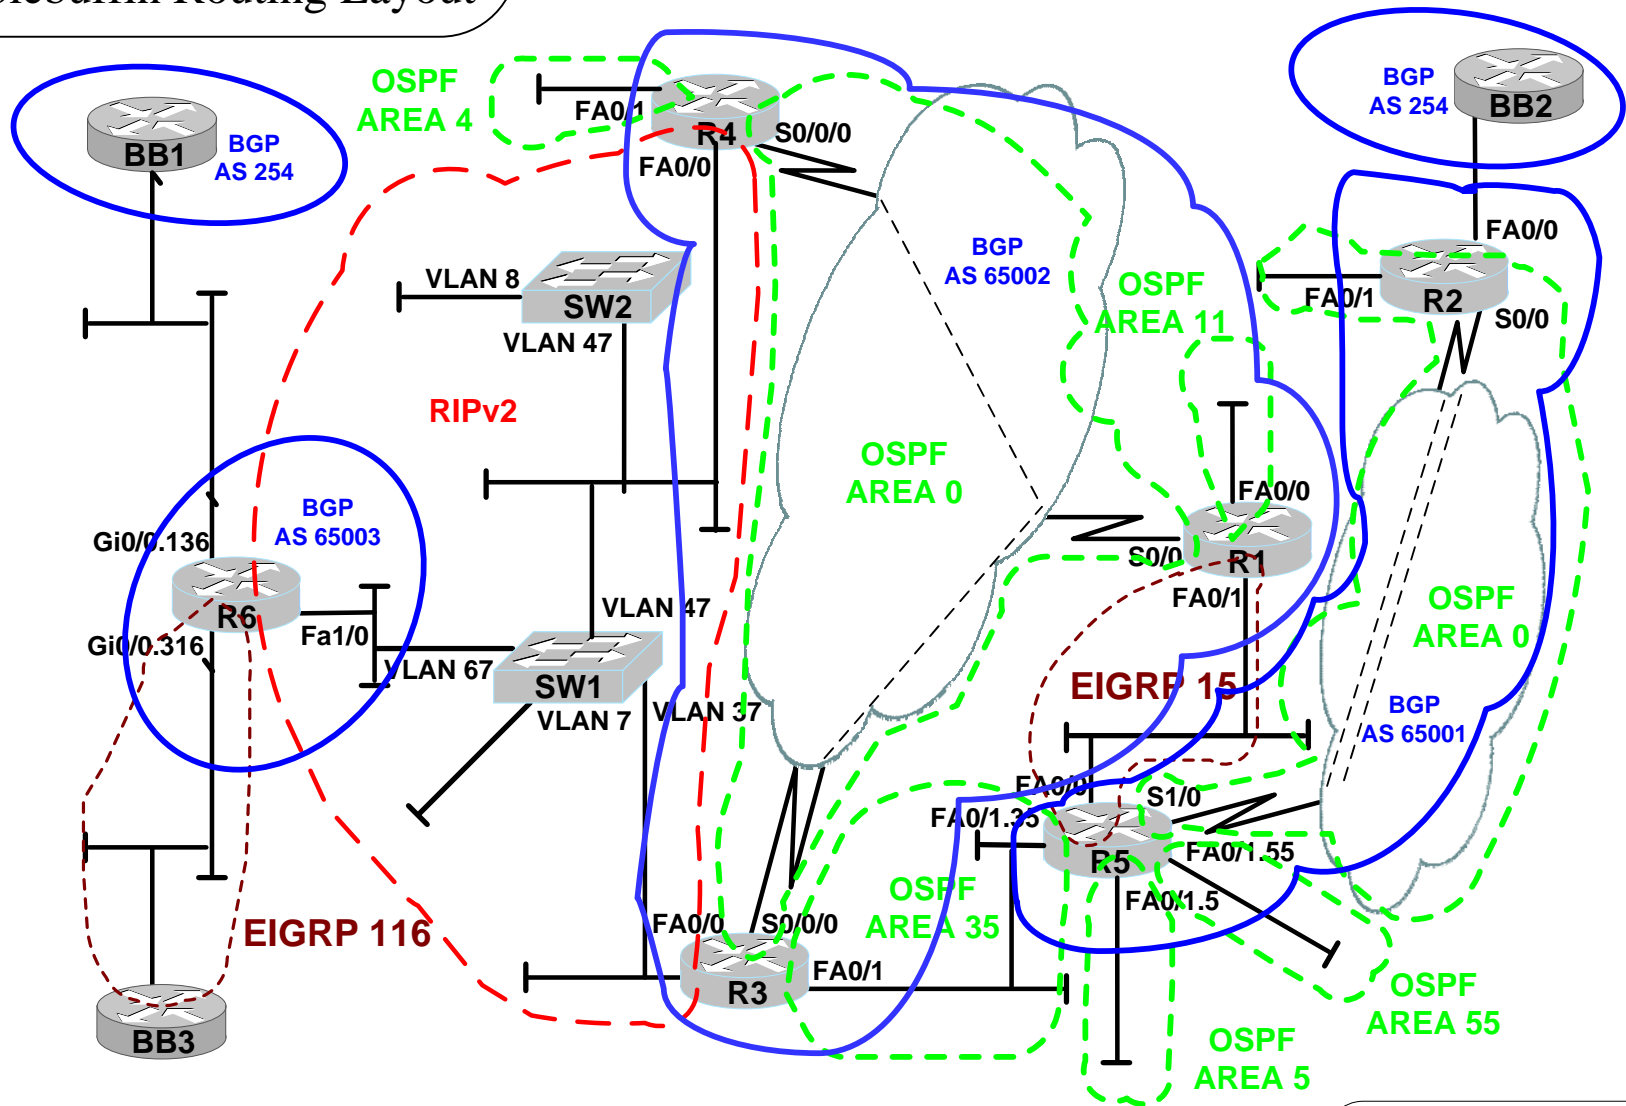 Routing Layout
BB1
BGP
AS 254
OSPF
AREA 4
FA0/1
R4
S0/0/0
FA0/0
BGP
AS 254
BB2
FA0/0
R2
FA0/1
S0/0
BGP
AS 65002
OSPF
AREA 11
VLAN 8
SW2
VLAN 47
RIPv2
OSPF
AREA 0
FA0/0
S0/0
R1
FA0/1
BGP
AS 65003
Gi0/0.136
R6
Fa1/0
Gi0/0.316
VLAN 47
VLAN 67
SW1
VLAN 7
VLAN 37
OSPF
AREA 0
BGP
AS 65001
EIGRP 15
FA0/0
S1/0
FA0/1.35
R5
FA0/1.55
FA0/1.5
OSPF
AREA 35
EIGRP 116
FA0/0
S0/0/0
R3
FA0/1
BB3
OSPF
AREA 55
OSPF
AREA 5